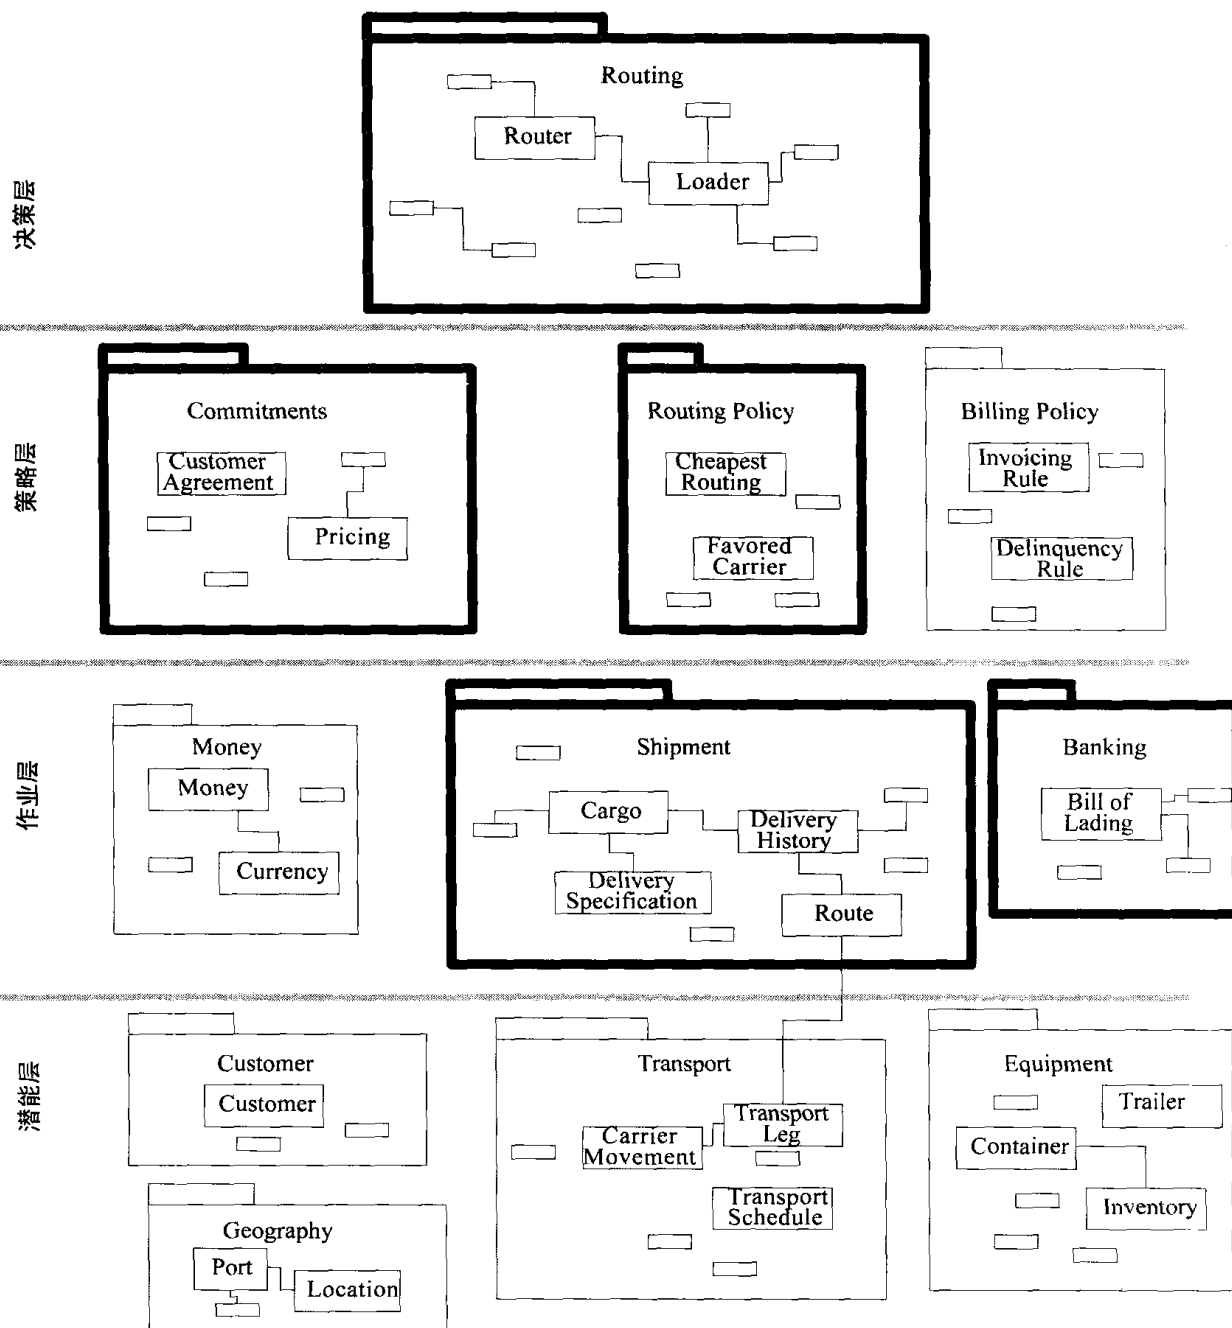 决策层
Routing
Router
Loader
策略层
Commitments
Customer
Agreement
Pricing
Routing Policy
Cheapest
Routing
Favored
Carrier
Billing Policy
Invoicing
Rule
Delinquency
Rule
作业层
Money
Money
Currency
Shipment
Cargo
Delivery
History
Delivery
Specification
Route
Banking
Bill of
Lading
潜能层
Customer
Customer
Transport
Transport
Leg
Carrier
Movement
Transport
Schedule
Equipment
Trailer
Container
Inventory
Geography
Port
Location